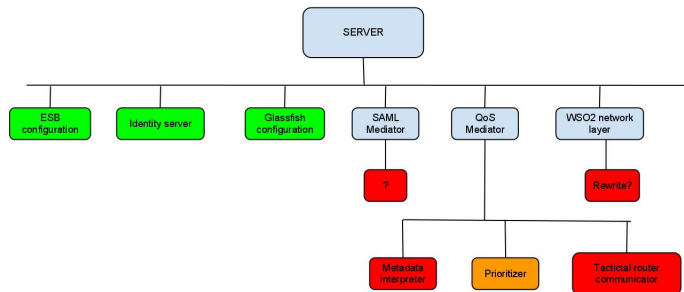 SERVER
ESB
configuration
Identity server
Glassfish
configuration
SAML
Mediator
QoS
Mediator
WSO2 network
layer
?
Rewrite?
Metadata
interpreter
Prioritizer
Tactictal router
communicator